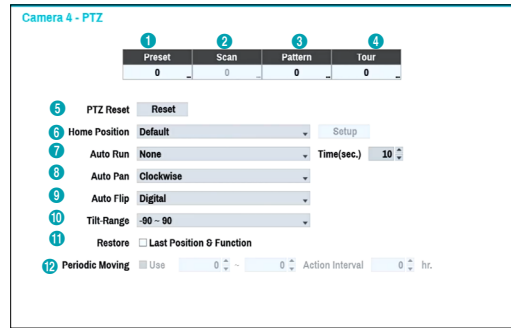 Camera 4 - PTZ
1 2 3 4
Preset Scan Pattern Tour
0 ... 0 ... 0 ... 0 ...
5 PTZ Reset Reset
6 Home Position Default Setup
7 Auto Run None Time(sec.) 10
8 Auto Pan Clockwise
9 Auto Flip Digital
10 Tilt-Range -90 ~ 90
11 Restore Last Position & Function
12 Periodic Moving Use 0 ~ 0 Action Interval 0 hr.